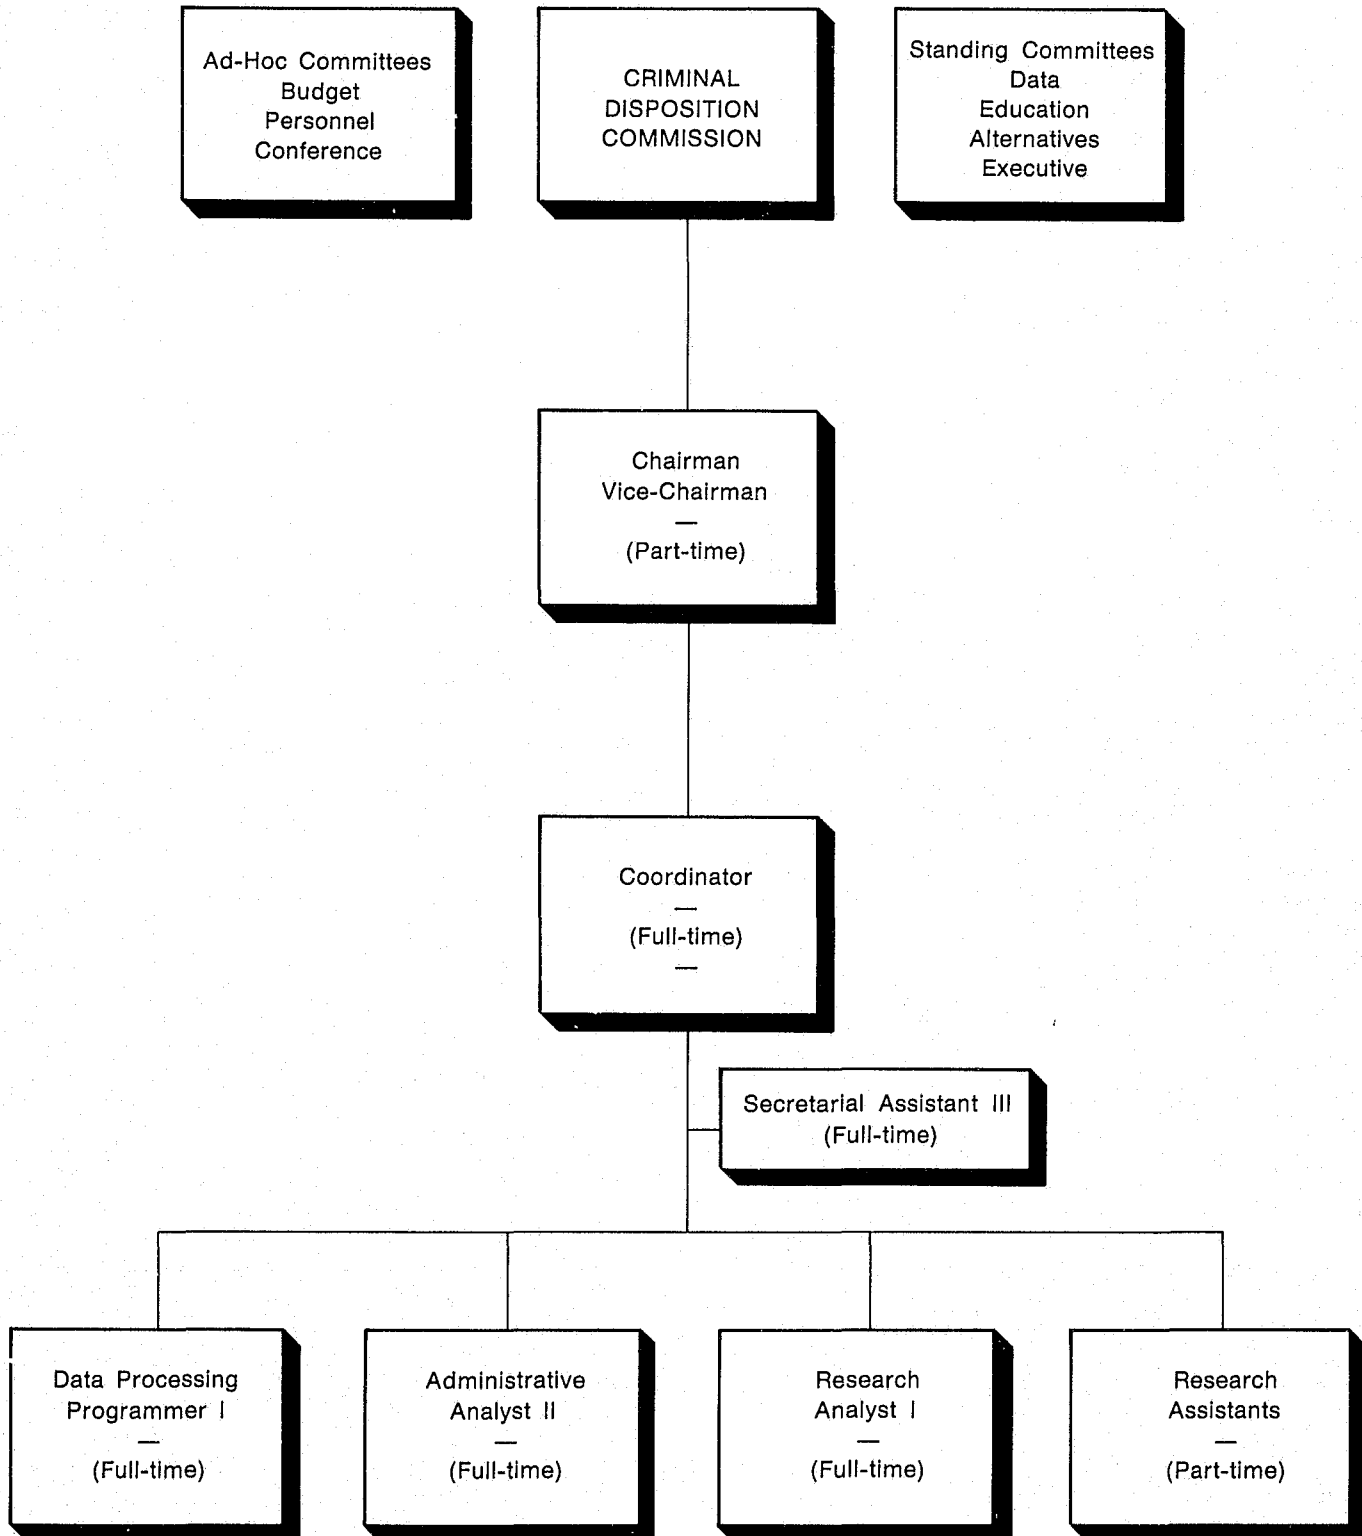 Ad-Hoc Committees
Budget
Personnel
Conference
CRIMINAL
DISPOSITION
COMMISSION
Standing Committees
Data
Education
Alternatives
Executive
Chairman
Vice-Chairman
—
(Part-time)
Coordinator
—
(Full-time)
—
Secretarial Assistant III
(Full-time)
Data Processing
Programmer I
—
(Full-time)
Administrative
Analyst II
—
(Full-time)
Research
Analyst I
—
(Full-time)
Research
Assistants
—
(Part-time)